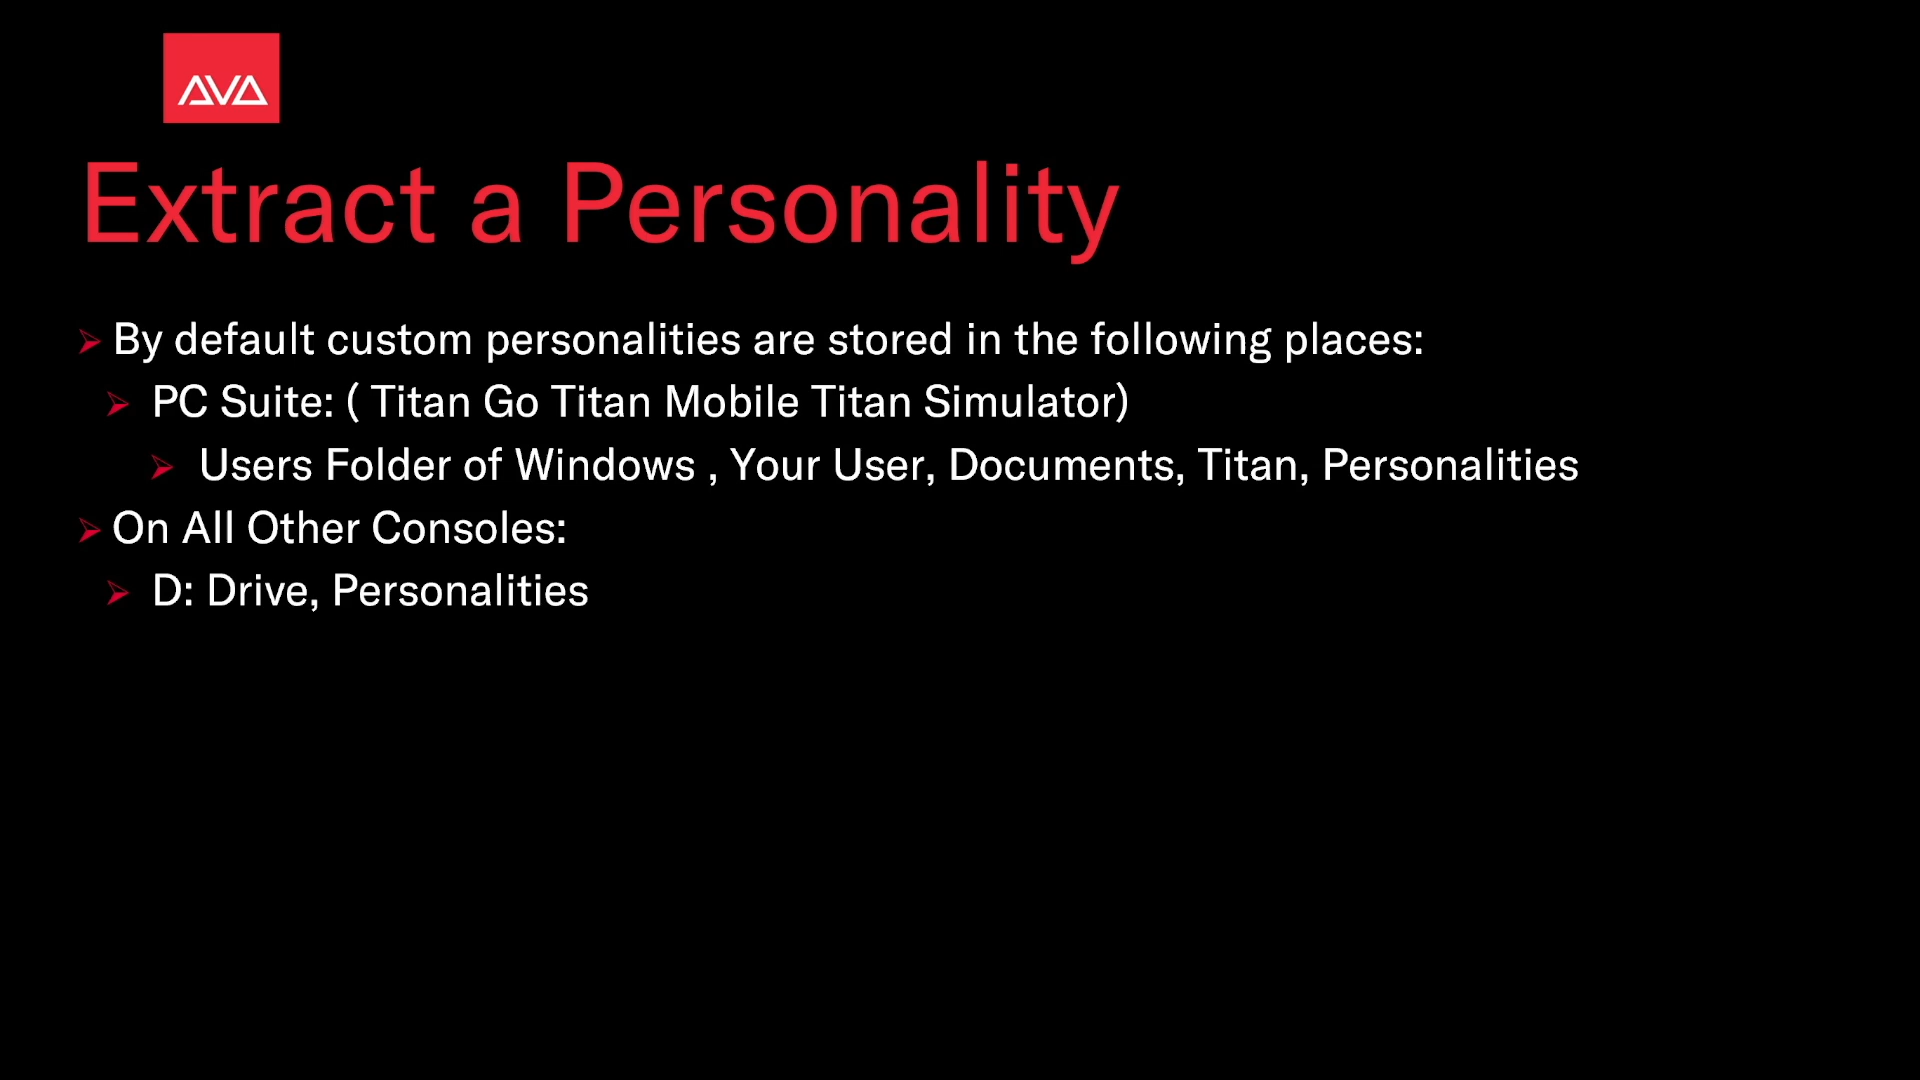 AVA
Extract a Personality
By default custom personalities are stored in the following places:
PC Suite: ( Titan Go Titan Mobile Titan Simulator)
Users Folder of Windows , Your User, Documents, Titan, Personalities
On All Other Consoles:
D: Drive, Personalities